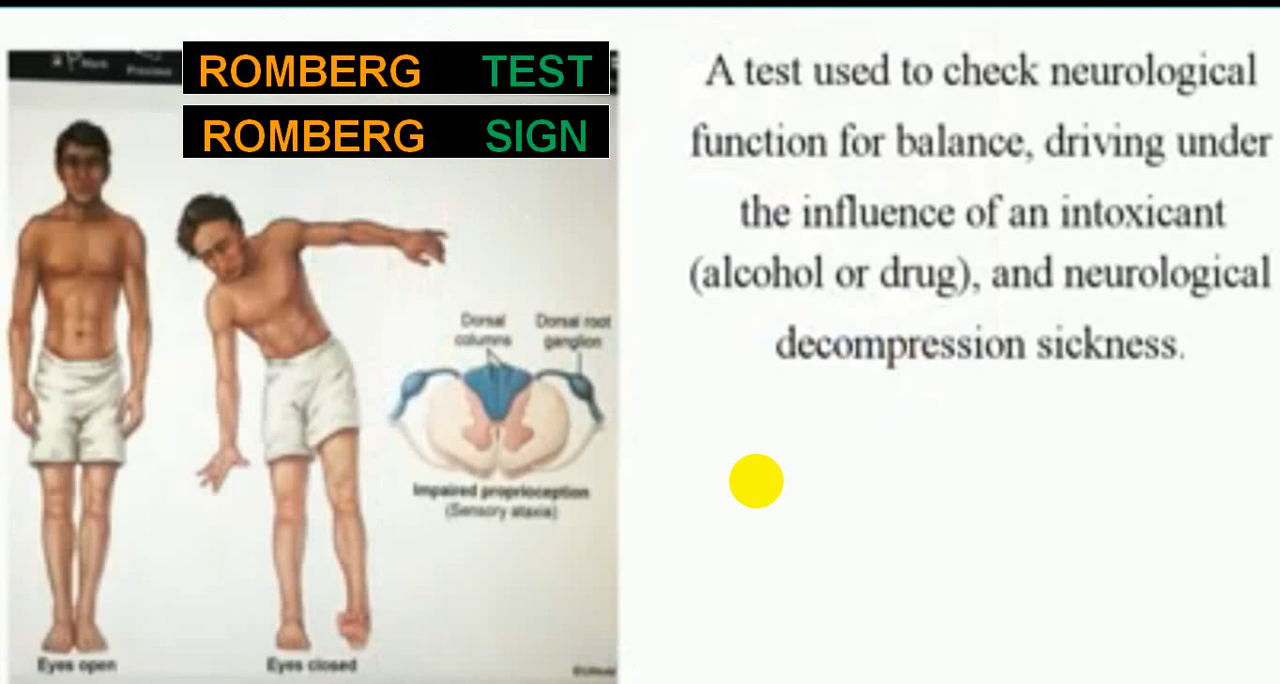 ROMBERG TEST
ROMBERG SIGN
A test used to check neurological
function for balance, driving under
the influence of an intoxicant
(alcohol or drug), and neurological
decompression sickness.
Dorsal columns
Dorsal root ganglion
Impaired proprioception
(Sensory ataxia)
Eyes open
Eyes closed